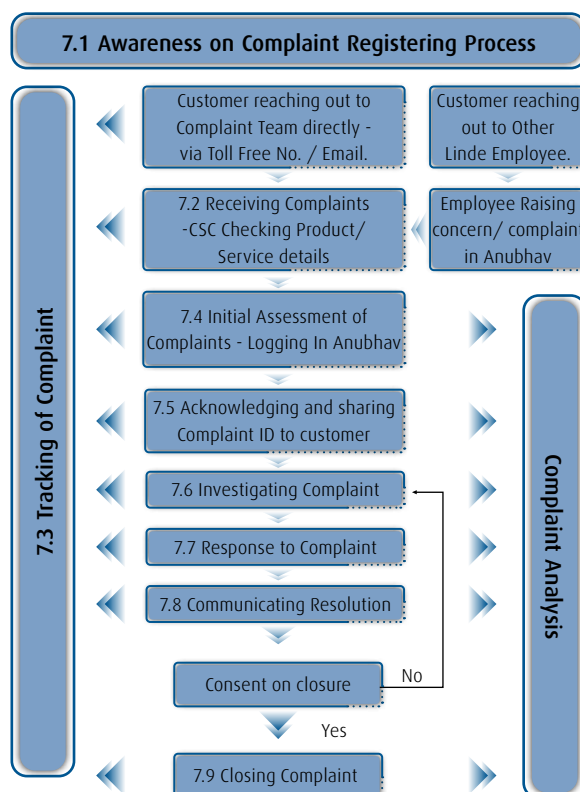 7.1 Awareness on Complaint Registering Process
Customer reaching out to
Complaint Team directly -
via Toll Free No. / Email.
Customer reaching
out to Other
Linde Employee.
7.2 Receiving Complaints
-CSC Checking Product/
Service details
Employee Raising
concern/ complaint
in Anubhav
7.3 Tracking of Complaint
7.4 Initial Assessment of
Complaints - Logging In Anubhav
7.5 Acknowledging and sharing
Complaint ID to customer
7.6 Investigating Complaint
7.7 Response to Complaint
7.8 Communicating Resolution
Complaint Analysis
Consent on closure
No
Yes
7.9 Closing Complaint